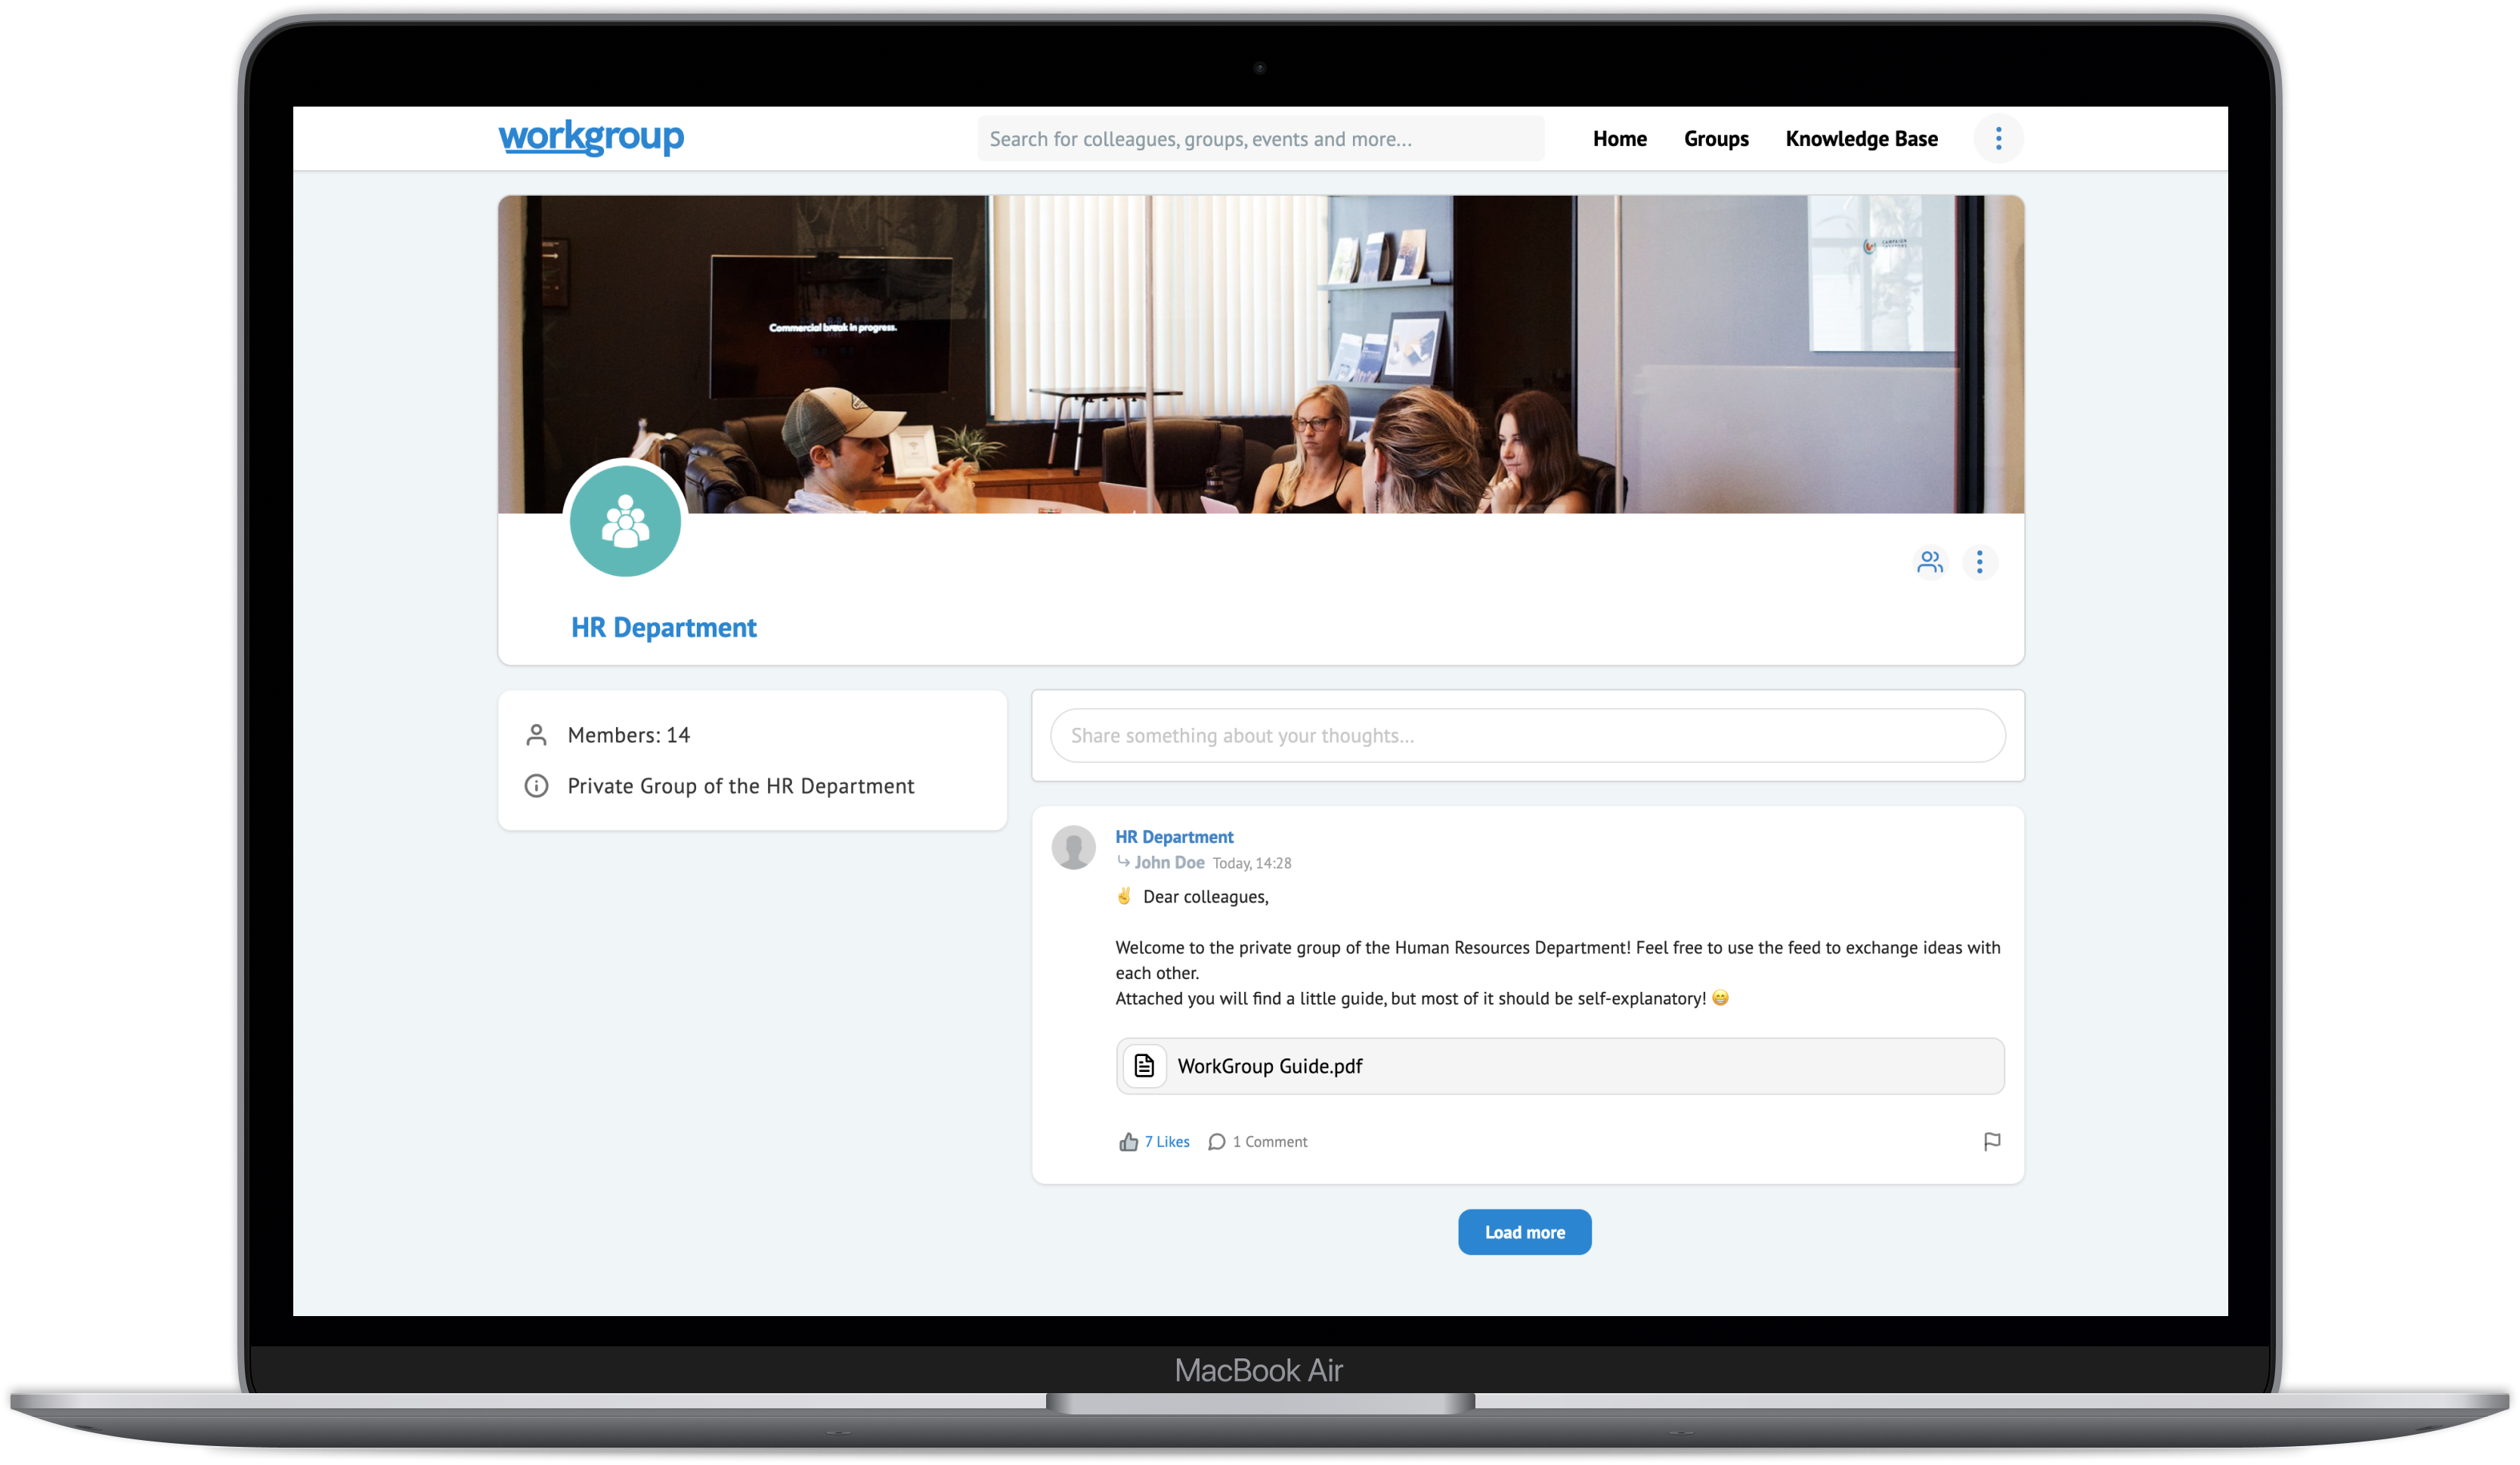 workgroup
Search for colleagues, groups, events and more...
Home
Groups
Knowledge Base
Commercial break in progress.
CAMPAIGN
HR Department
Members: 14
Private Group of the HR Department
Share something about your thoughts...
HR Department
John Doe Today, 14:28
✌ Dear colleagues,
Welcome to the private group of the Human Resources Department! Feel free to use the feed to exchange ideas with
each other.
Attached you will find a little guide, but most of it should be self-explanatory! 😁
WorkGroup Guide.pdf
7 Likes
1 Comment
Load more
MacBook Air